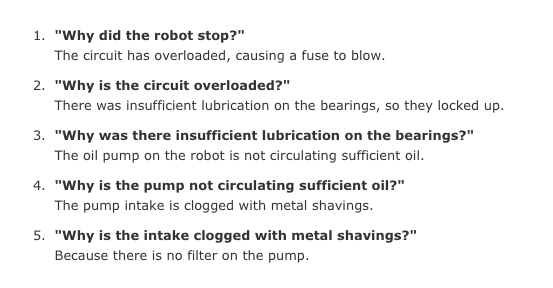 1. "Why did the robot stop?"
The circuit has overloaded, causing a fuse to blow.
2. "Why is the circuit overloaded?"
There was insufficient lubrication on the bearings, so they locked up.
3. "Why was there insufficient lubrication on the bearings?"
The oil pump on the robot is not circulating sufficient oil.
4. "Why is the pump not circulating sufficient oil?"
The pump intake is clogged with metal shavings.
5. "Why is the intake clogged with metal shavings?"
Because there is no filter on the pump.